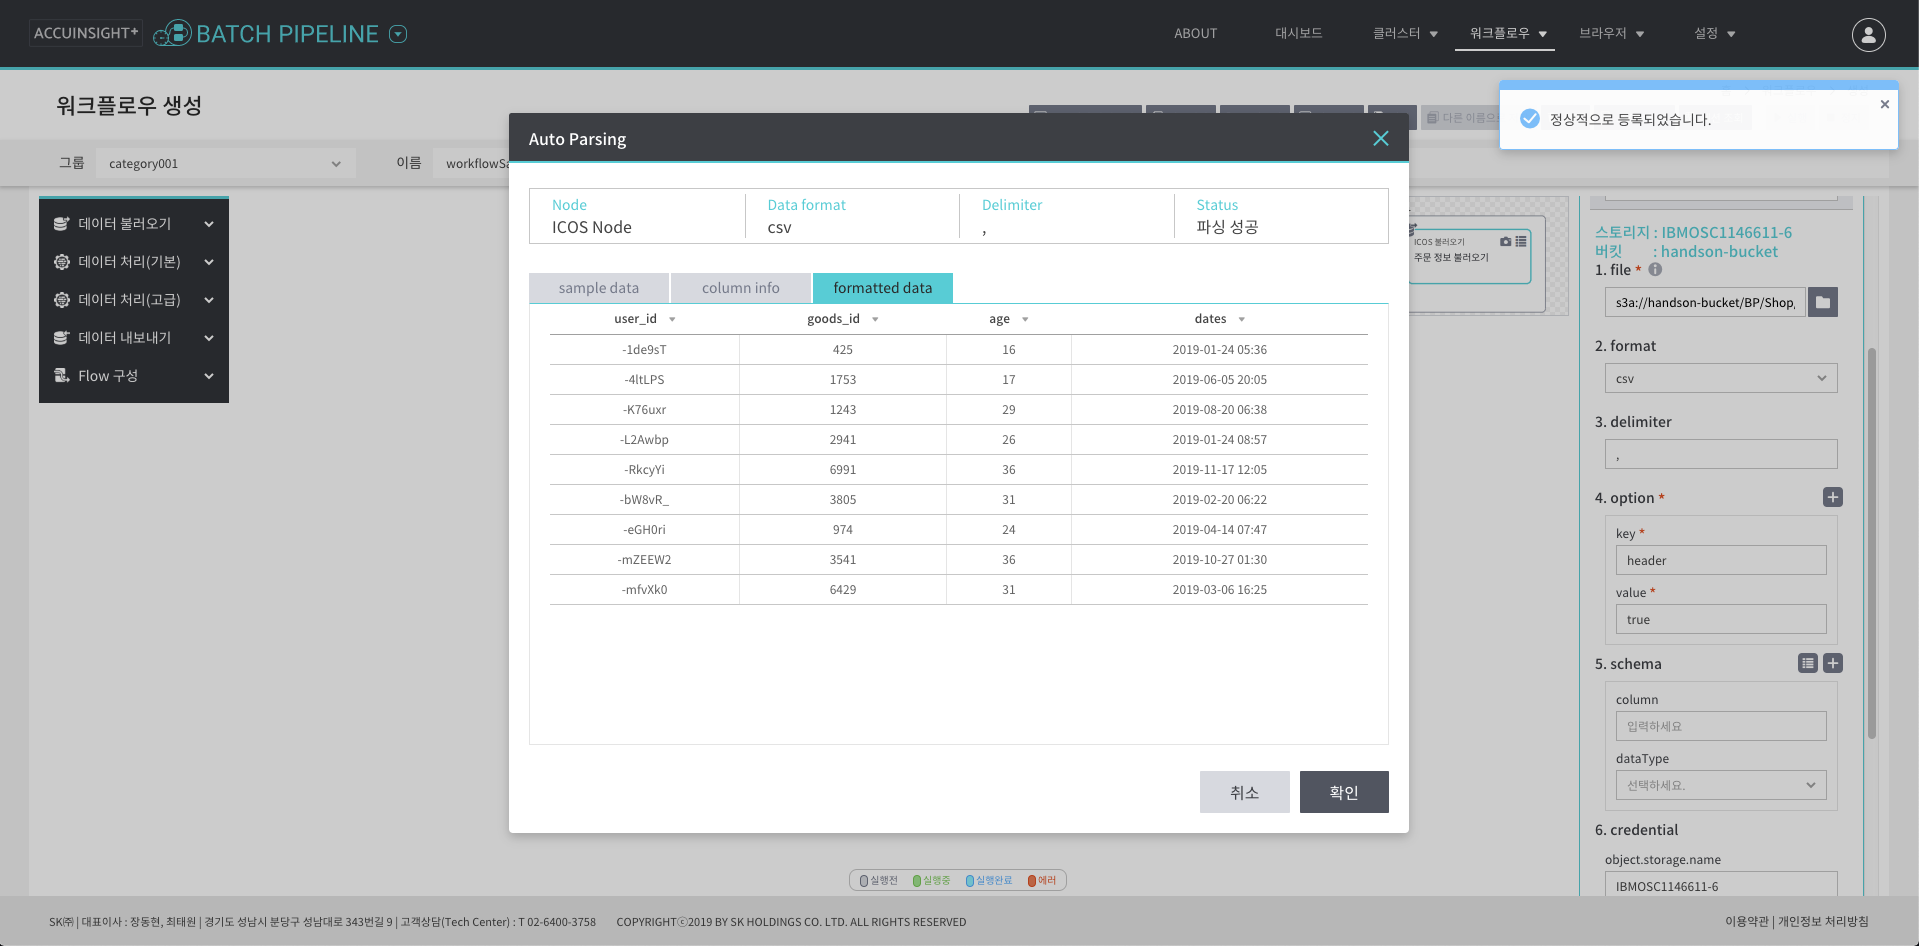 ACCUINSIGHT+ BATCH PIPELINE
ABOUT 대시보드 클러스터 워크플로우 브라우저 설정
워크플로우 생성
정상적으로 등록되었습니다.
그룹 category001 이름
Auto Parsing
Node Data format Delimiter Status
ICOS Node csv , 파싱 성공
sample data column info formatted data
user_id goods_id age dates
-1de9sT 425 16 2019-01-24 05:36
-4ltLPS 1753 17 2019-06-05 20:05
-K76uxr 1243 29 2019-08-20 06:38
-L2Awbp 2941 26 2019-01-24 08:57
-RkcyYi 6991 36 2019-11-17 12:05
-bW8vR_ 3805 31 2019-02-20 06:22
-eGH0ri 974 24 2019-04-14 07:47
-mZEEW2 3541 36 2019-10-27 01:30
-mfvXk0 6429 31 2019-03-06 16:25
취소 확인
데이터 불러오기
데이터 처리(기본)
데이터 처리(고급)
데이터 내보내기
Flow 구성
ICOS 불러오기
주문 정보 불러오기
스토리지 : IBMOSC1146611-6
버킷 : handson-bucket
1. file *
s3a://handson-bucket/BP/Shop,
2. format
csv
3. delimiter
,
4. option *
key *
header
value *
true
5. schema
column
입력하세요
dataType
선택하세요.
6. credential
object.storage.name
IBMOSC1146611-6
실행전 실행중 실행완료 에러
SK㈜ | 대표이사 : 장동현, 최태원 | 경기도 성남시 분당구 성남대로 343번길 9 | 고객상담(Tech Center) : T 02-6400-3758 COPYRIGHTⓒ2019 BY SK HOLDINGS CO. LTD. ALL RIGHTS RESERVED
이용약관 | 개인정보 처리방침